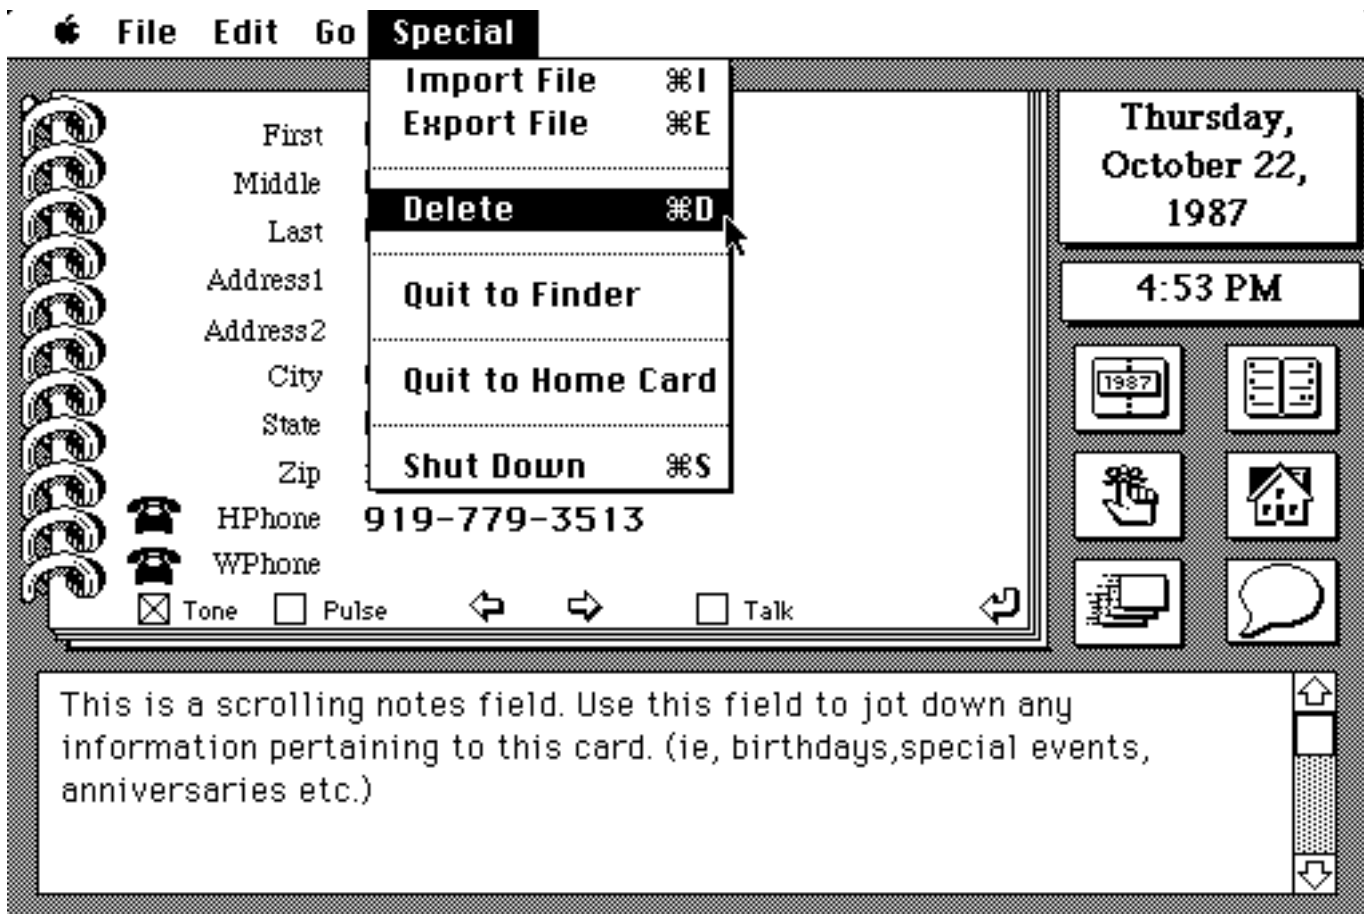 File Edit Go Special
Import File ⌘I
Export File ⌘E
Delete ⌘D
Quit to Finder
Quit to Home Card
Shut Down ⌘S
First
Middle
Last
Address1
Address2
City
State
Zip
HPhone 919-779-3513
WPhone
Tone Pulse Talk
Thursday,
October 22,
1987
4:53 PM
1987
This is a scrolling notes field. Use this field to jot down any
information pertaining to this card. (ie, birthdays,special events,
anniversaries etc.)